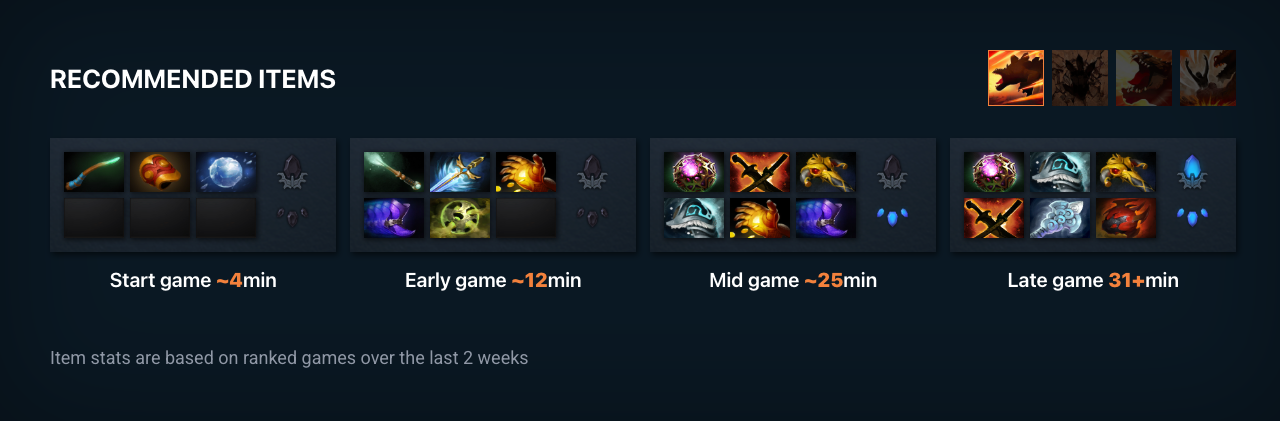 RECOMMENDED ITEMS
Start game ~4min
Early game ~12min
Mid game ~25min
Late game 31+min
Item stats are based on ranked games over the last 2 weeks